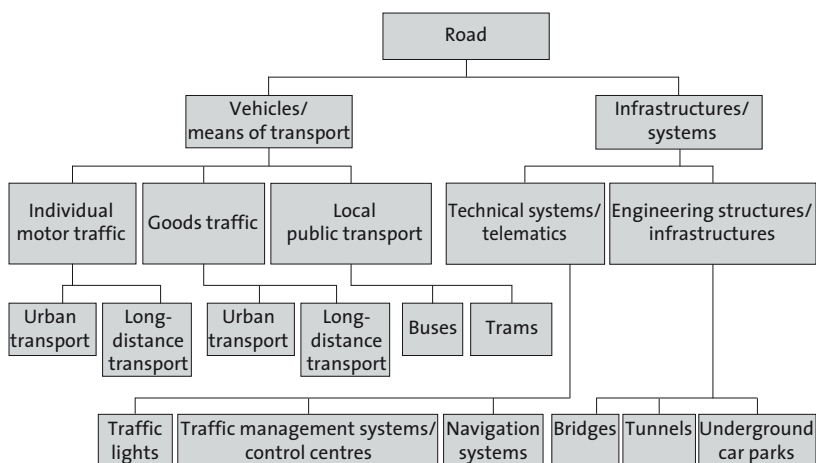 Road
Vehicles/
means of transport
Infrastructures/
systems
Individual
motor traffic
Goods traffic
Local
public transport
Technical systems/
telematics
Engineering structures/
infrastructures
Urban
transport
Long-
distance
transport
Urban
transport
Long-
distance
transport
Buses
Trams
Traffic
lights
Traffic management systems/
control centres
Navigation
systems
Bridges
Tunnels
Underground
car parks